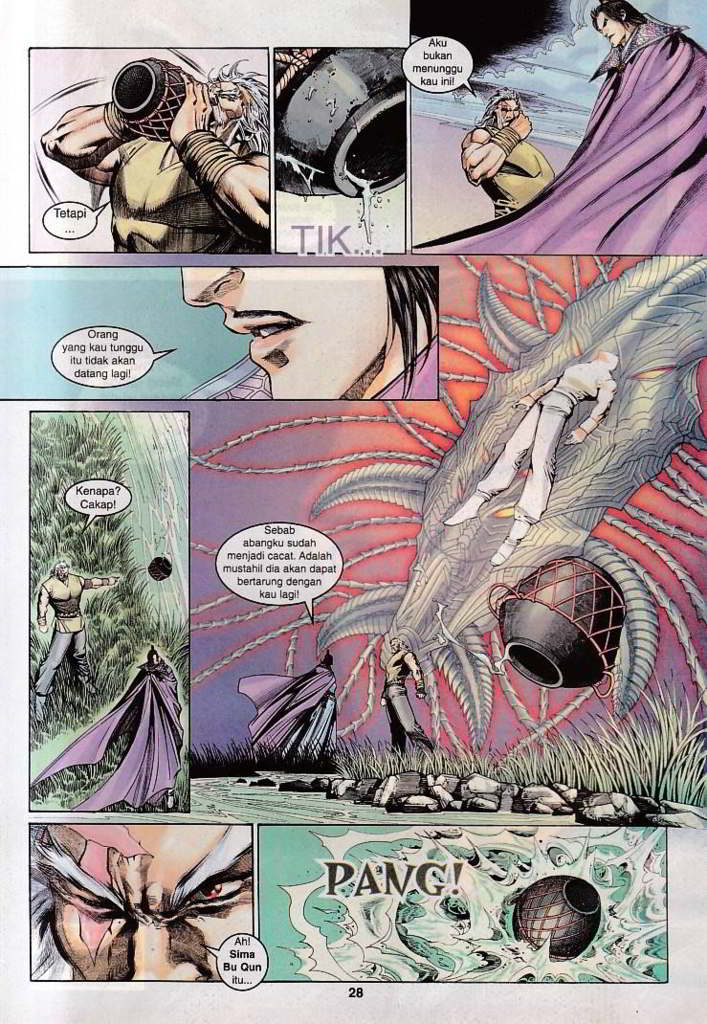 Tetapi
...
TIK...
Aku
bukan
menunggu
kau ini!
Orang
yang kau tunggu
itu tidak akan
datang lagi!
Kenapa?
Cakap!
Sebab
abangku sudah
menjadi cacat. Adalah
mustahil dia akan dapat
bertarung dengan
kau lagi!
Ah!
Sima
Bu Qun
itu...
PANG!
28